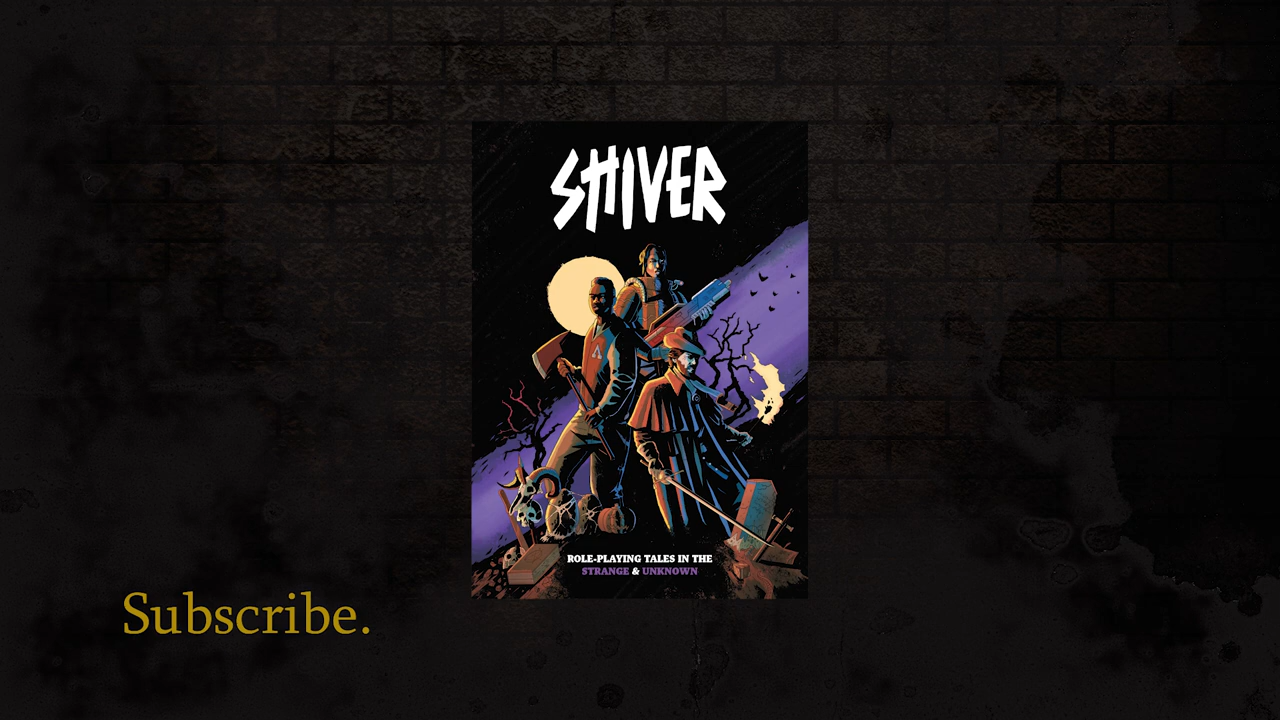 SHIVER
ROLE-PLAYING TALES IN THE
STRANGE & UNKNOWN
Subscribe.